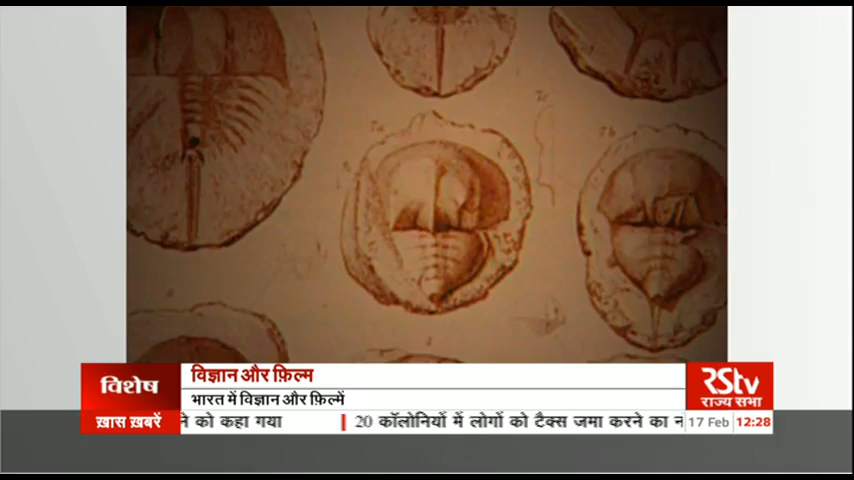 विशेष
विज्ञान और फ़िल्म
भारत में विज्ञान और फ़िल्में
RStv
राज्य सभा
ख़ास ख़बरें
ने को कहा गया
20 कॉलोनियों में लोगों को टैक्स जमा करने का
17 Feb 12:28